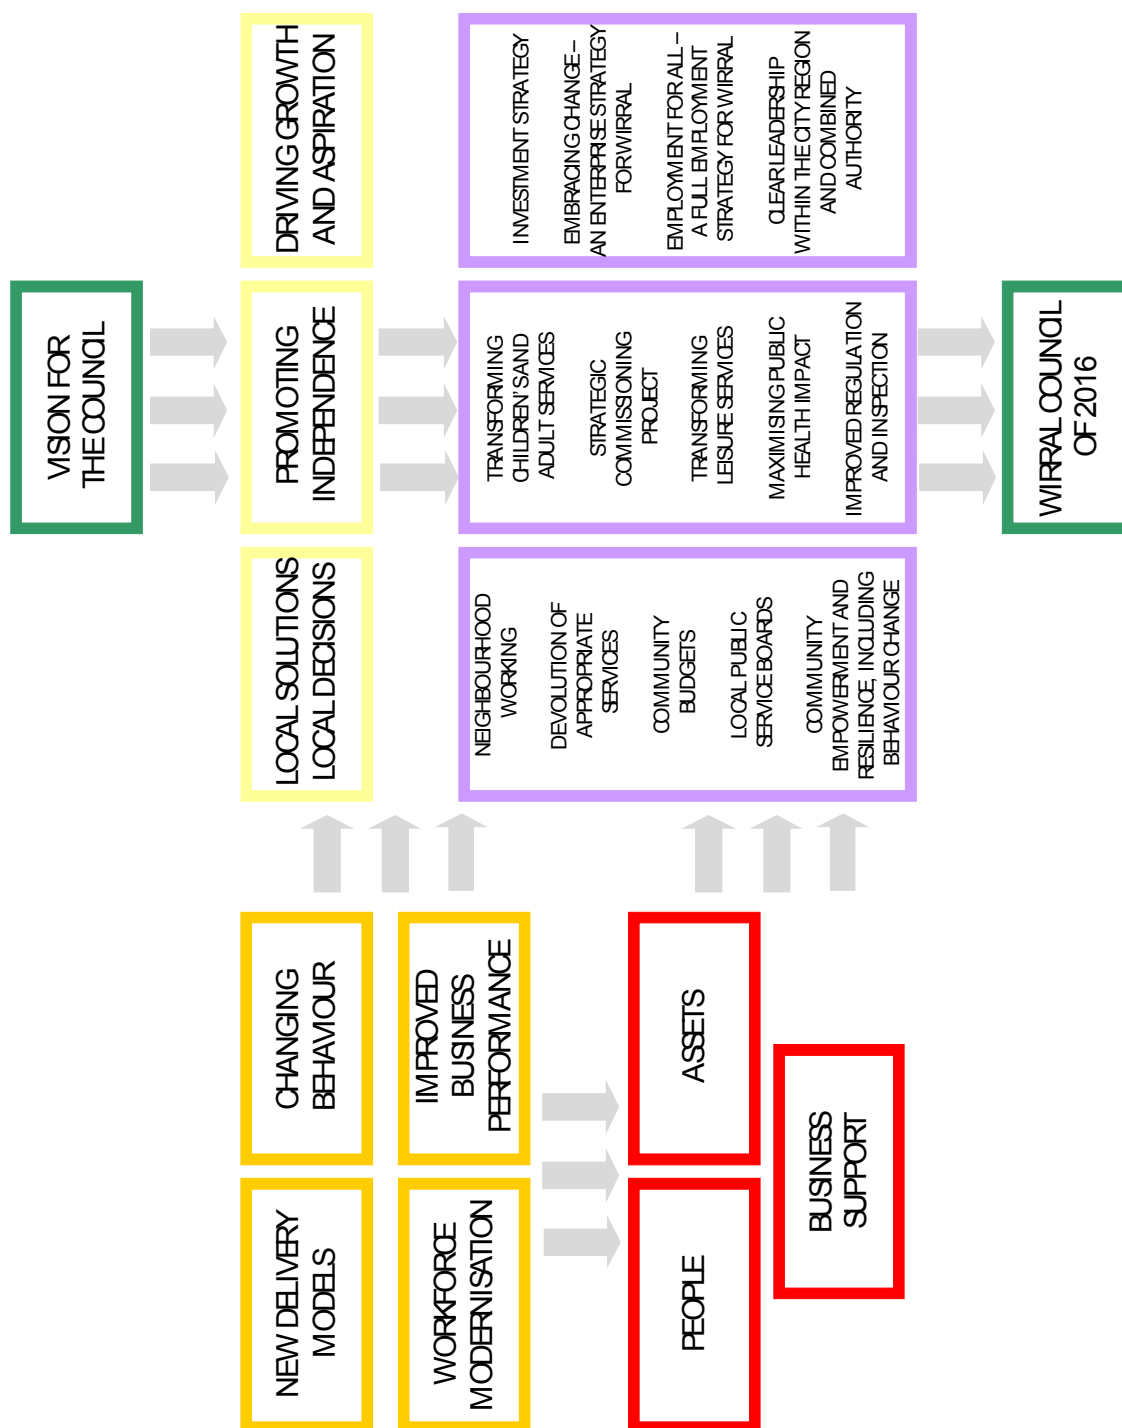 VISION FOR
THE COUNCIL
NEW DELIVERY
MODELS
CHANGING
BEHAVIOUR
WORKFORCE
MODERNISATION
IMPROVED
BUSINESS
PERFORMANCE
PEOPLE
ASSETS
BUSINESS
SUPPORT
LOCAL SOLUTIONS
LOCAL DECISIONS
PROMOTING
INDEPENDENCE
DRIVING GROWTH
AND ASPIRATION
NEIGHBOURHOOD
WORKING
DEVOLUTION OF
APPROPRIATE
SERVICES
COMMUNITY
BUDGETS
LOCAL PUBLIC
SERVICE BOARDS
COMMUNITY
EMPOWERMENT AND
RESILIENCE, INCLUDING
BEHAVIOUR CHANGE
TRANSFORMING
CHILDREN'S AND
ADULT SERVICES
STRATEGIC
COMMISSIONING
PROJECT
TRANSFORMING
LEISURE SERVICES
MAXIMISING PUBLIC
HEALTH IMPACT
IMPROVED REGULATION
AND INSPECTION
INVESTMENT STRATEGY
EMBRACING CHANGE –
AN ENTERPRISE STRATEGY
FOR WIRRAL
EMPLOYMENT FOR ALL –
A FULL EMPLOYMENT
STRATEGY FOR WIRRAL
CLEAR LEADERSHIP
WITHIN THE CITY REGION
AND COMBINED
AUTHORITY
WIRRAL COUNCIL
OF 2016